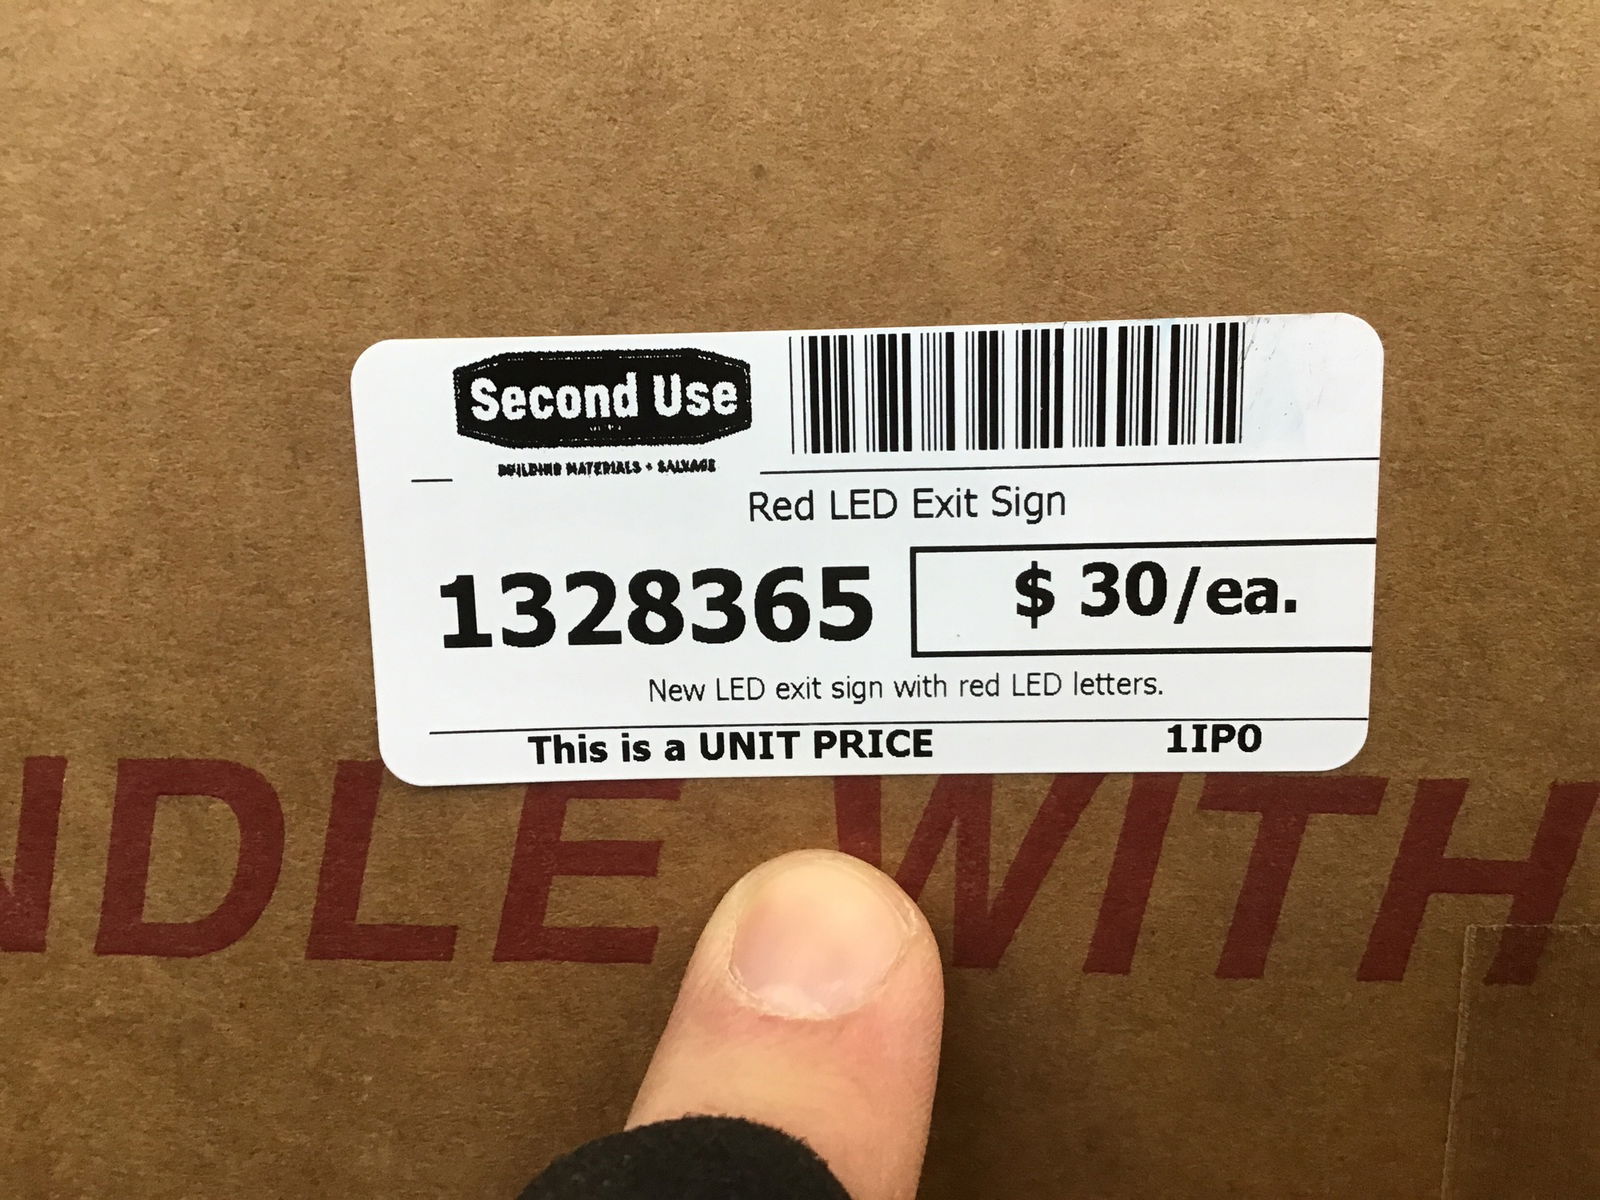 Second Use
BUILDING MATERIALS + SALVAGE
Red LED Exit Sign
1328365
$ 30/ea.
New LED exit sign with red LED letters.
This is a UNIT PRICE
1IP0
NDLE WITH